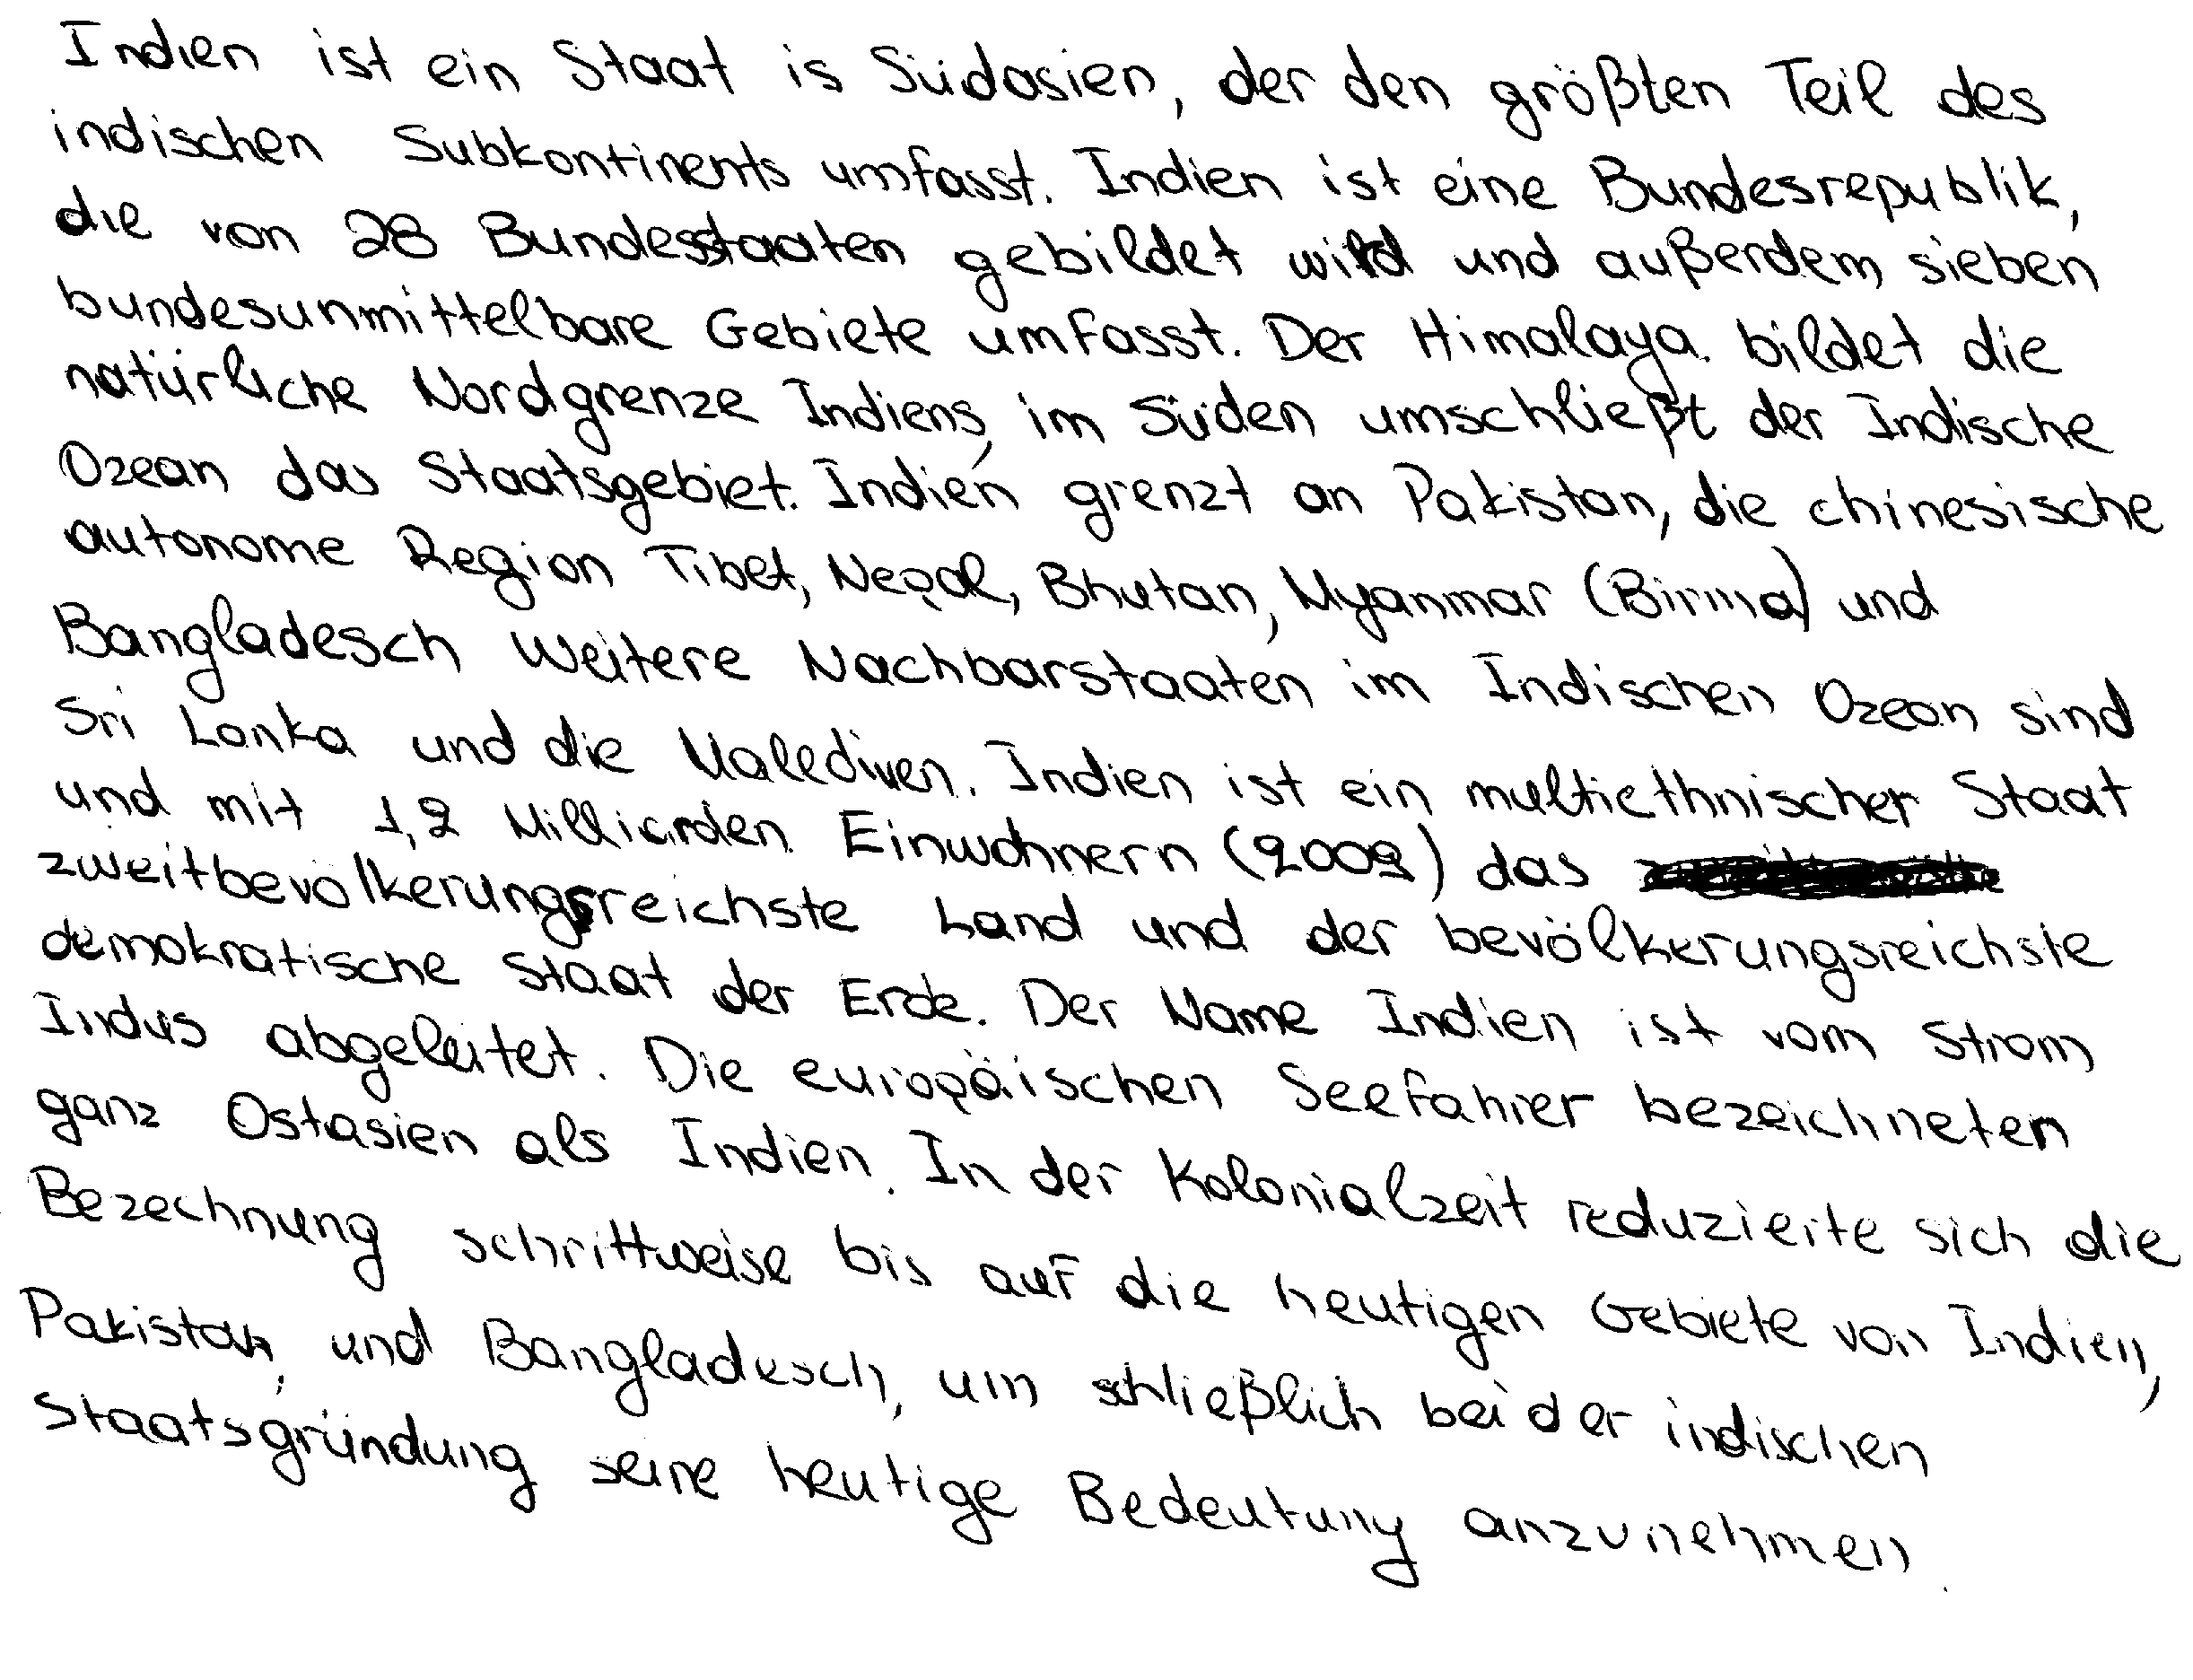 Indien ist ein Staat is Südasien, der den größten Teil des
indischen Subkontinents umfasst. Indien ist eine Bundesrepublik,
die von 28 Bundesstaaten gebildet wird und außerdem sieben
bundesunmittelbare Gebiete umfasst. Der Himalaya bildet die
natürliche Nordgrenze Indiens, im Süden umschließt der Indische
Ozean das Staatsgebiet. Indien grenzt an Pakistan, die chinesische
autonome Region Tibet, Nepal, Bhutan, Myanmar (Birma) und
Bangladesch Weitere Nachbarstaaten im Indischen Ozean sind
Sri Lanka und die Malediven. Indien ist ein multiethnischer Staat
und mit 1,2 Milliarden Einwohnern (2009) das
zweitbevölkerungsreichste Land und der bevölkerungsreichste
demokratische Staat der Erde. Der Name Indien ist vom Strom
Indus abgeleitet. Die europäischen Seefahrer bezeichneten
ganz Ostasien als Indien. In der Kolonialzeit reduzierte sich die
Bezechnung schrittweise bis auf die heutigen Gebiete von Indien,
Pakistan, und Bangladesch, um schließlich bei der indischen
Staatsgründung seine heutige Bedeutung anzunehmen.